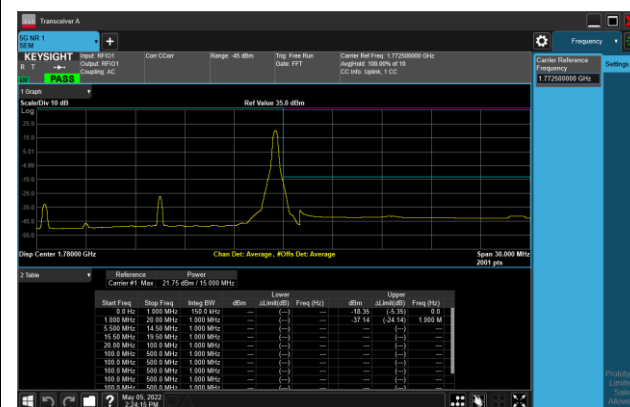 Transceiver A
5G NR 1
SEM
Frequency
KEYSIGHT
R T
PASS
Input: RFIO1
Output: RFIO1
Coupling: AC
Corr CCorr
Range: -45 dBm
Trig: Free Run
Gate: FFT
Carrier Ref Freq: 1.772500000 GHz
Avg|Hold: 100.00% of 10
CC Info: Uplink, 1 CC
Carrier Reference
Frequency
1.772500000 GHz
Settings
1 Graph
Scale/Div 10 dB
Ref Value 35.0 dBm
Log
25.0
15.0
5.01
-4.99
-15.0
-25.0
-35.0
-45.0
-55.0
Disp Center 1.78000 GHz
Chan Det: Average , #Offs Det: Average
Span 30.000 MHz
2001 pts
2 Table
Reference Power
Carrier #1 Max 21.75 dBm / 15.000 MHz
Lower Upper
Start Freq Stop Freq Integ BW dBm ΔLimit(dB) Freq (Hz) dBm ΔLimit(dB) Freq (Hz)
0.0 Hz 1.000 MHz 150.0 kHz --- (---) --- -18.35 (-5.35) 0.0
1.000 MHz 20.00 MHz 1.000 MHz --- (---) --- -37.14 (-24.14) 1.000 M
5.500 MHz 14.50 MHz 1.000 MHz --- (---) --- --- (---) ---
15.50 MHz 19.50 MHz 1.000 MHz --- (---) --- --- (---) ---
20.00 MHz 100.0 MHz 1.000 MHz --- (---) --- --- (---) ---
100.0 MHz 500.0 MHz 1.000 MHz --- (---) --- --- (---) ---
100.0 MHz 500.0 MHz 1.000 MHz --- (---) --- --- (---) ---
100.0 MHz 500.0 MHz 1.000 MHz --- (---) --- --- (---) ---
100.0 MHz 500.0 MHz 1.000 MHz --- (---) --- --- (---) ---
May 05, 2022
2:24:15 PM
?